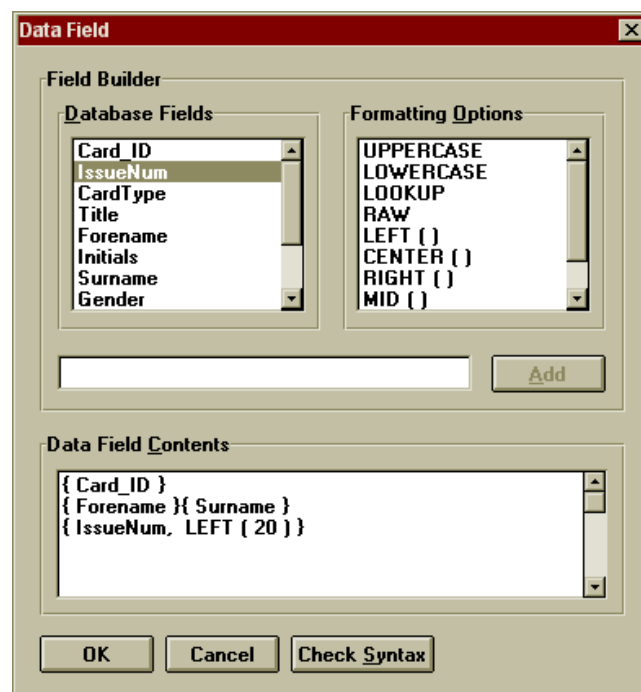 Data Field
Field Builder
Database Fields
Card_ID
IssueNum
CardType
Title
Forename
Initials
Surname
Gender
Formatting Options
UPPERCASE
LOWERCASE
LOOKUP
RAW
LEFT ( )
CENTER ( )
RIGHT ( )
MID ( )
Add
Data Field Contents
{ Card_ID }
{ Forename }{ Surname }
{ IssueNum,  LEFT ( 20 ) }
OK
Cancel
Check Syntax